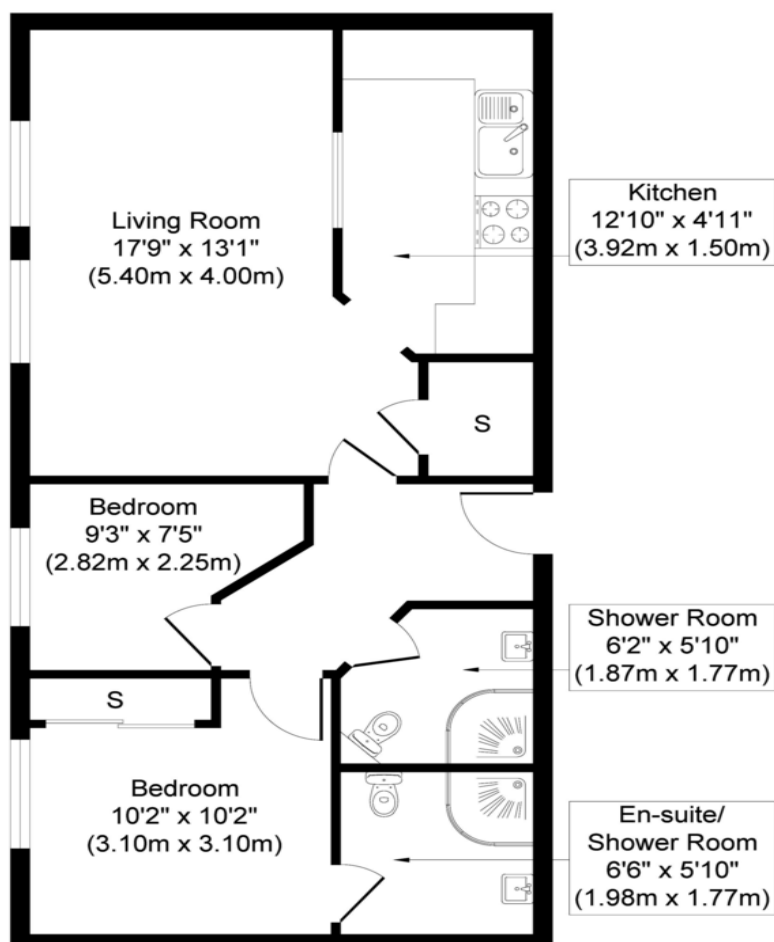 Living Room
17'9" x 13'1"
(5.40m x 4.00m)
Kitchen
12'10" x 4'11"
(3.92m x 1.50m)
S
Bedroom
9'3" x 7'5"
(2.82m x 2.25m)
Shower Room
6'2" x 5'10"
(1.87m x 1.77m)
S
Bedroom
10'2" x 10'2"
(3.10m x 3.10m)
En-suite/
Shower Room
6'6" x 5'10"
(1.98m x 1.77m)